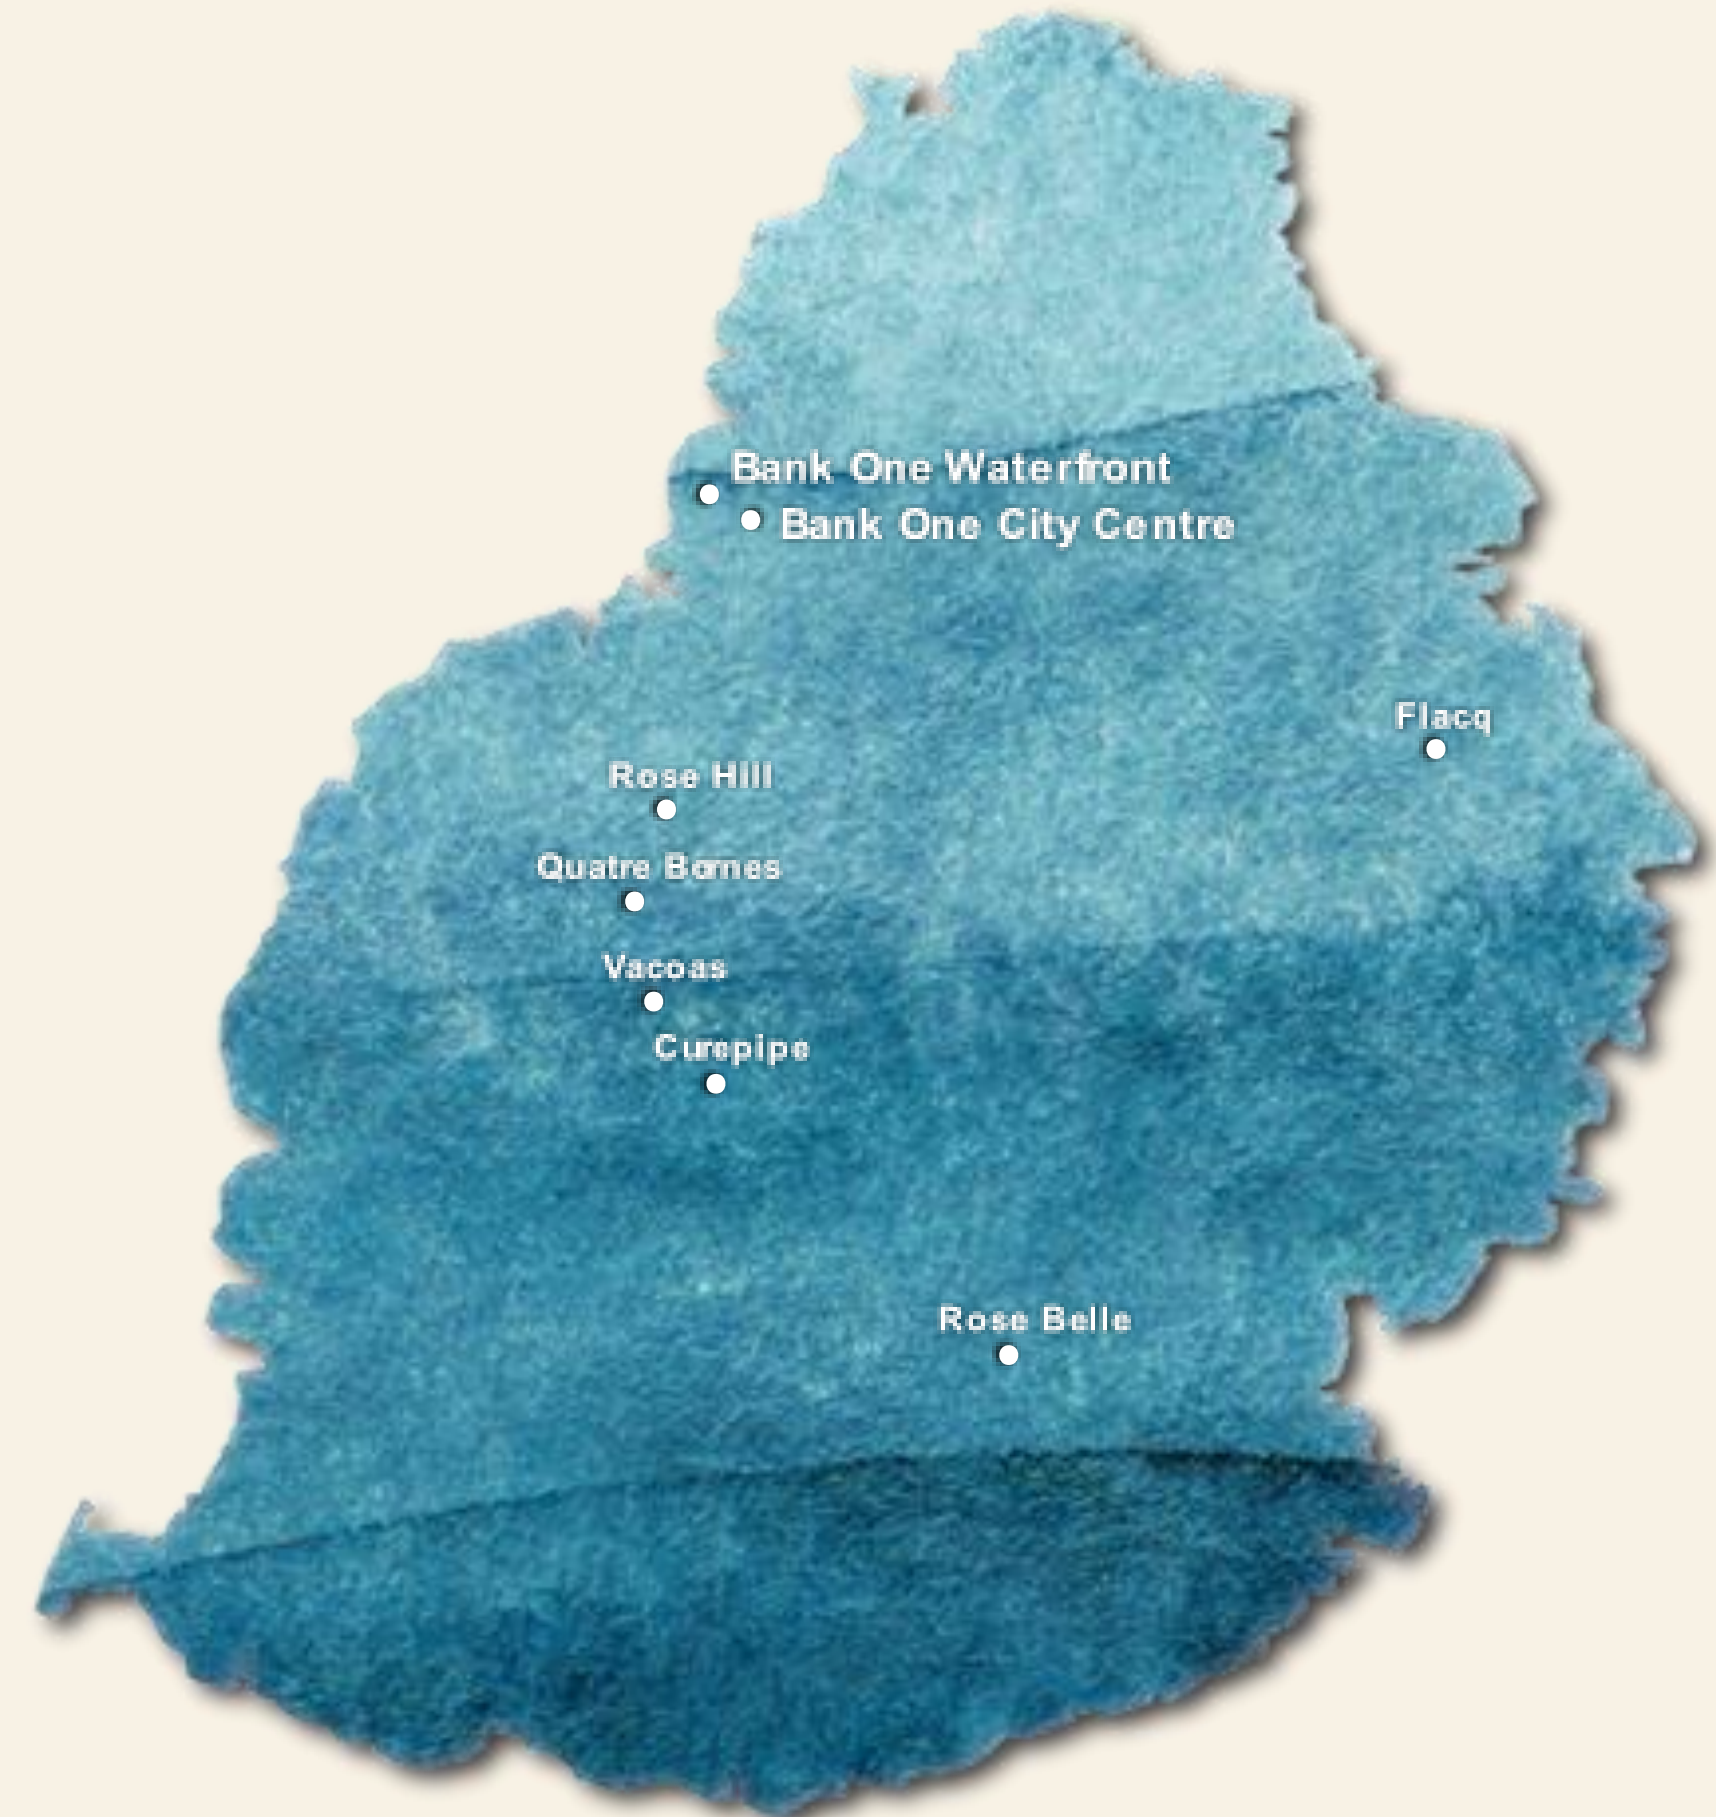 Bank One Waterfront
Bank One City Centre
Flacq
Rose Hill
Quatre Bornes
Vacoas
Curepipe
Rose Belle